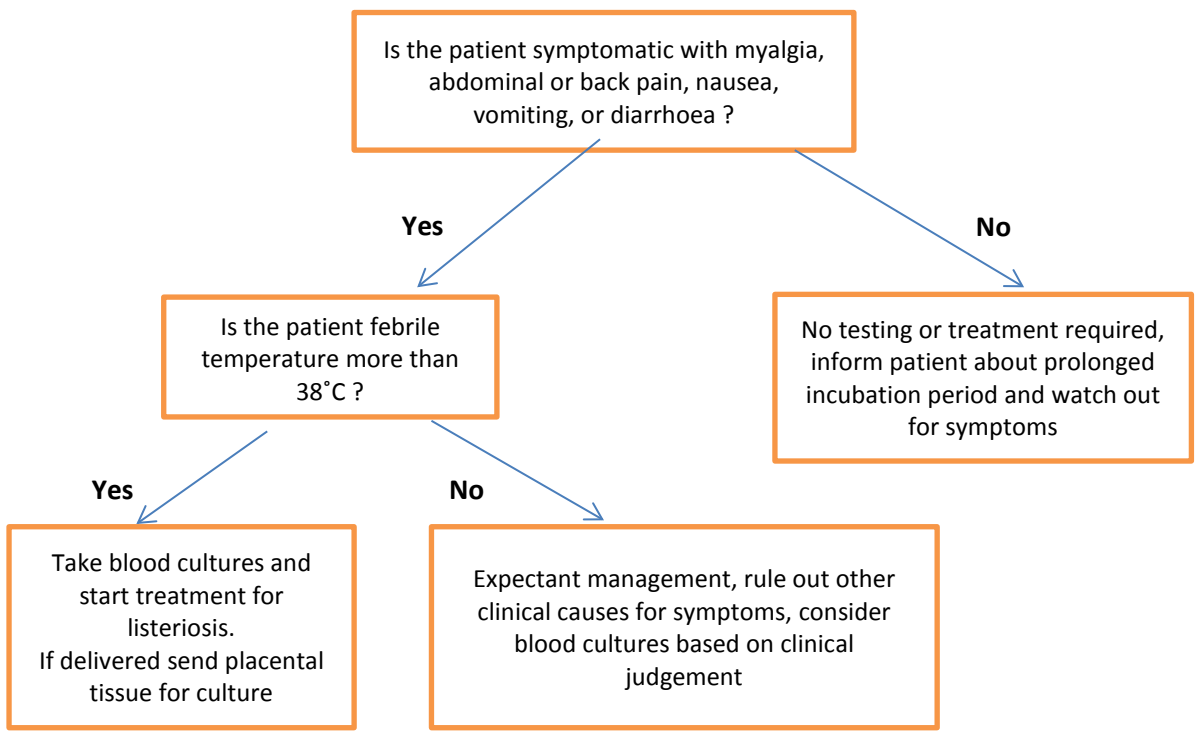 Is the patient symptomatic with myalgia,
abdominal or back pain, nausea,
vomiting, or diarrhoea ?
Yes
No
Is the patient febrile
temperature more than
38˚C ?
No testing or treatment required,
inform patient about prolonged
incubation period and watch out
for symptoms
Yes
No
Take blood cultures and
start treatment for
listeriosis.
If delivered send placental
tissue for culture
Expectant management, rule out other
clinical causes for symptoms, consider
blood cultures based on clinical
judgement